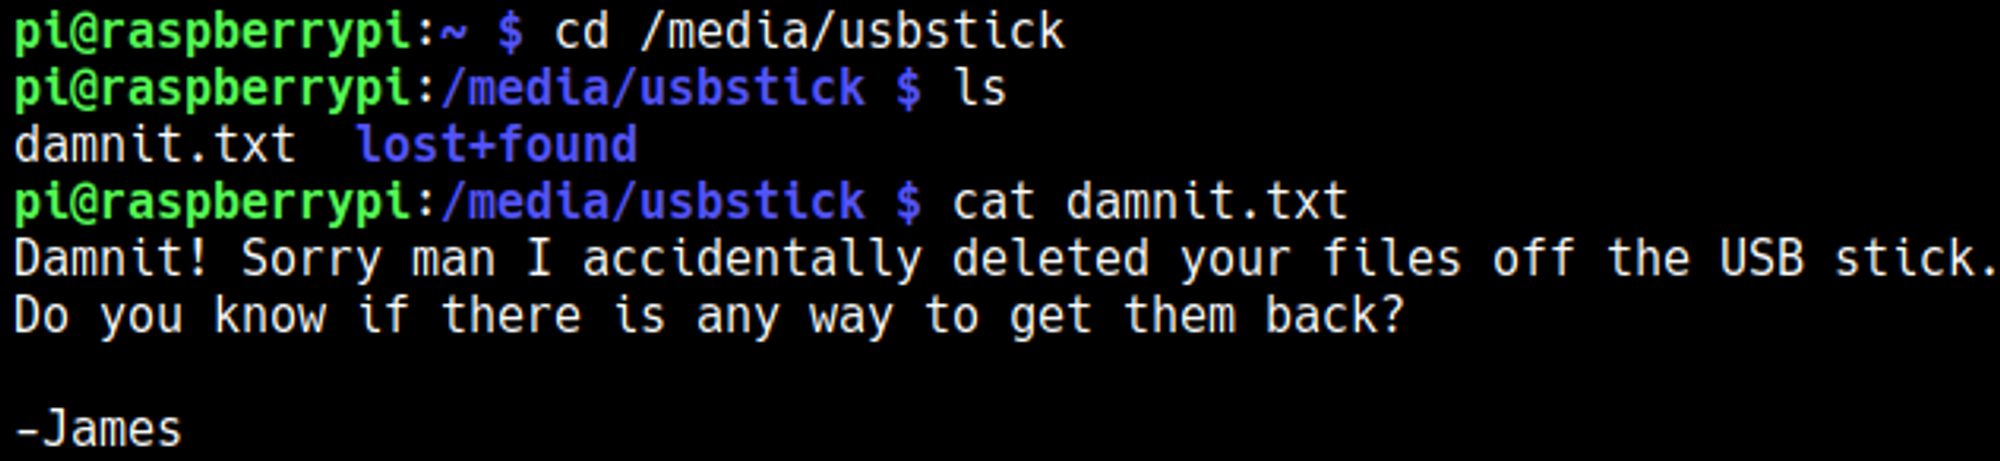 pi@raspberrypi:~ $ cd /media/usbstick
pi@raspberrypi:/media/usbstick $ ls
damnit.txt  lost+found
pi@raspberrypi:/media/usbstick $ cat damnit.txt
Damnit! Sorry man I accidentally deleted your files off the USB stick.
Do you know if there is any way to get them back?

-James